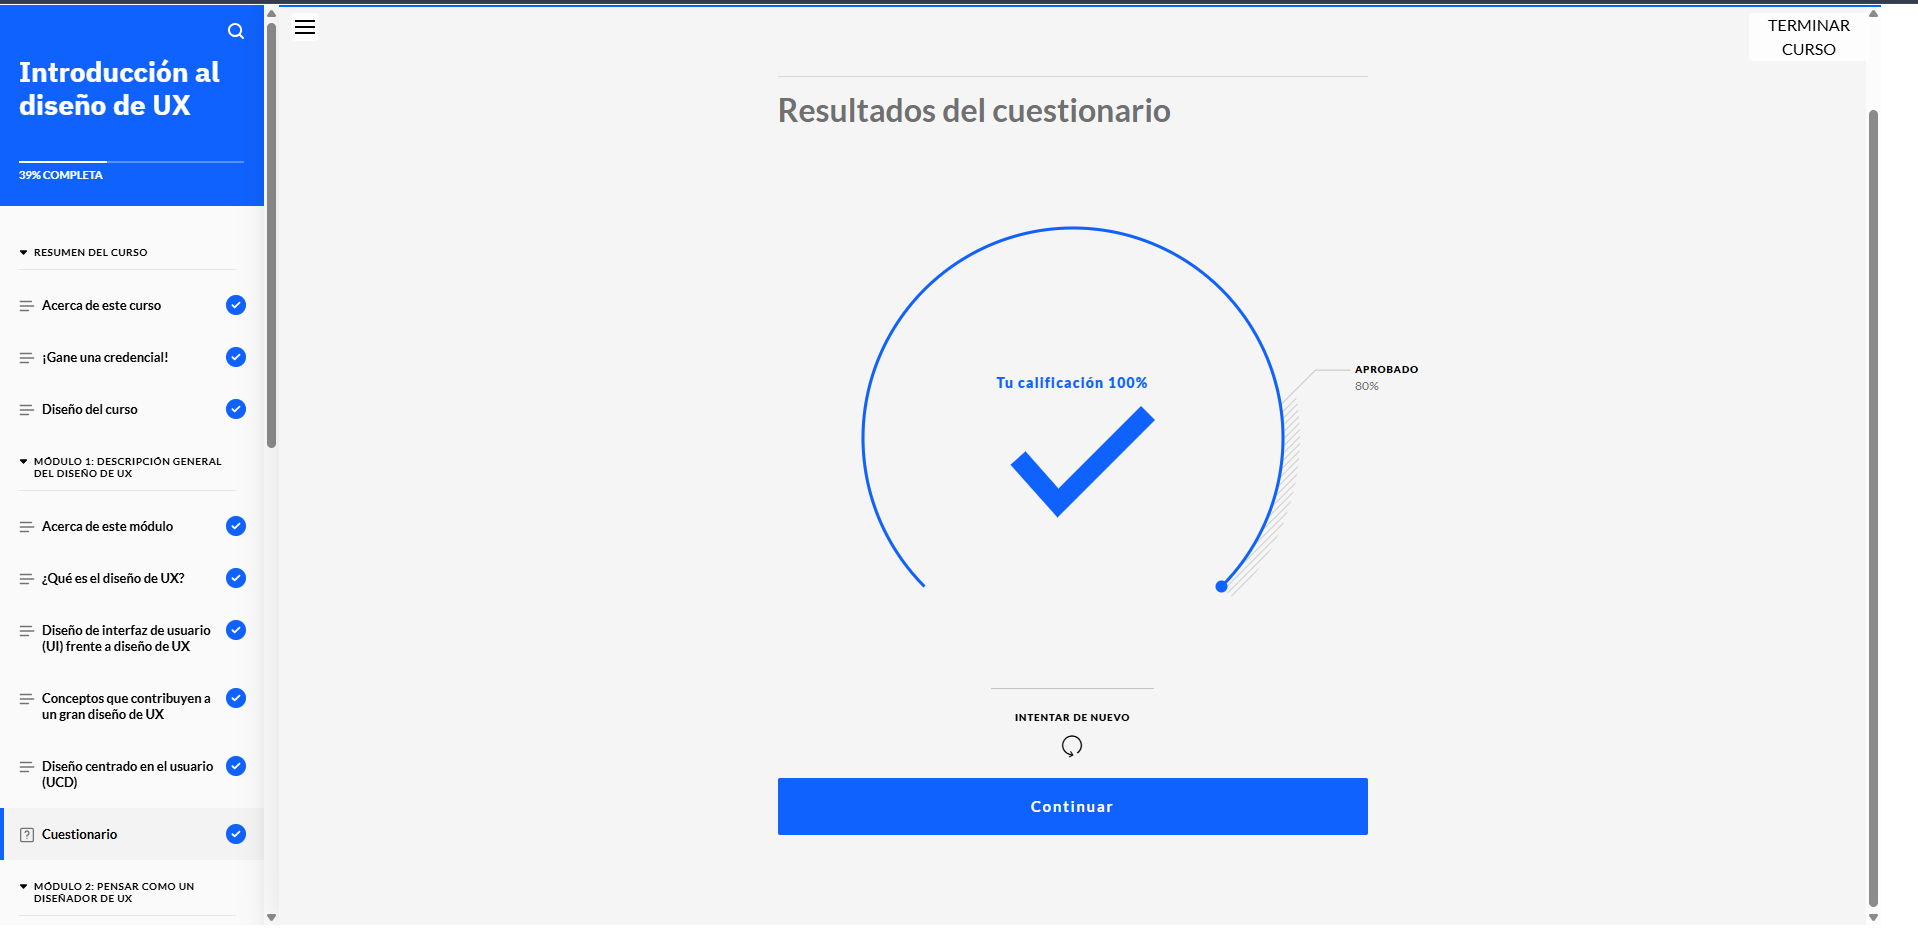 Introducción al
diseño de UX
39% COMPLETA
RESUMEN DEL CURSO
Acerca de este curso
¡Gane una credencial!
Diseño del curso
MÓDULO 1: DESCRIPCIÓN GENERAL
DEL DISEÑO DE UX
Acerca de este módulo
¿Qué es el diseño de UX?
Diseño de interfaz de usuario
(UI) frente a diseño de UX
Conceptos que contribuyen a
un gran diseño de UX
Diseño centrado en el usuario
(UCD)
Cuestionario
MÓDULO 2: PENSAR COMO UN
DISEÑADOR DE UX
TERMINAR
CURSO
Resultados del cuestionario
Tu calificación 100%
APROBADO
80%
INTENTAR DE NUEVO
Continuar